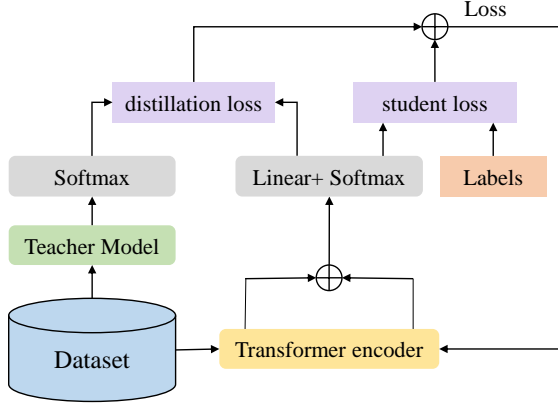 Loss
distillation loss
student loss
Softmax
Linear+ Softmax
Labels
Teacher Model
Dataset
Transformer encoder